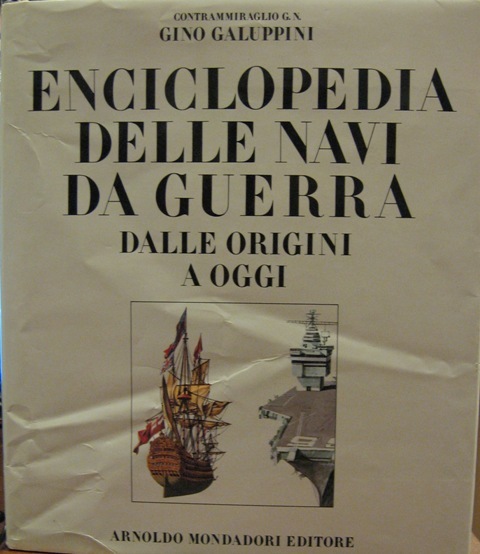 CONTRAMMIRAGLIO G.N.
GINO GALUPPINI
ENCICLOPEDIA
DELLE NAVI
DA GUERRA
DALLE ORIGINI
A OGGI
ARNOLDO MONDADORI EDITORE